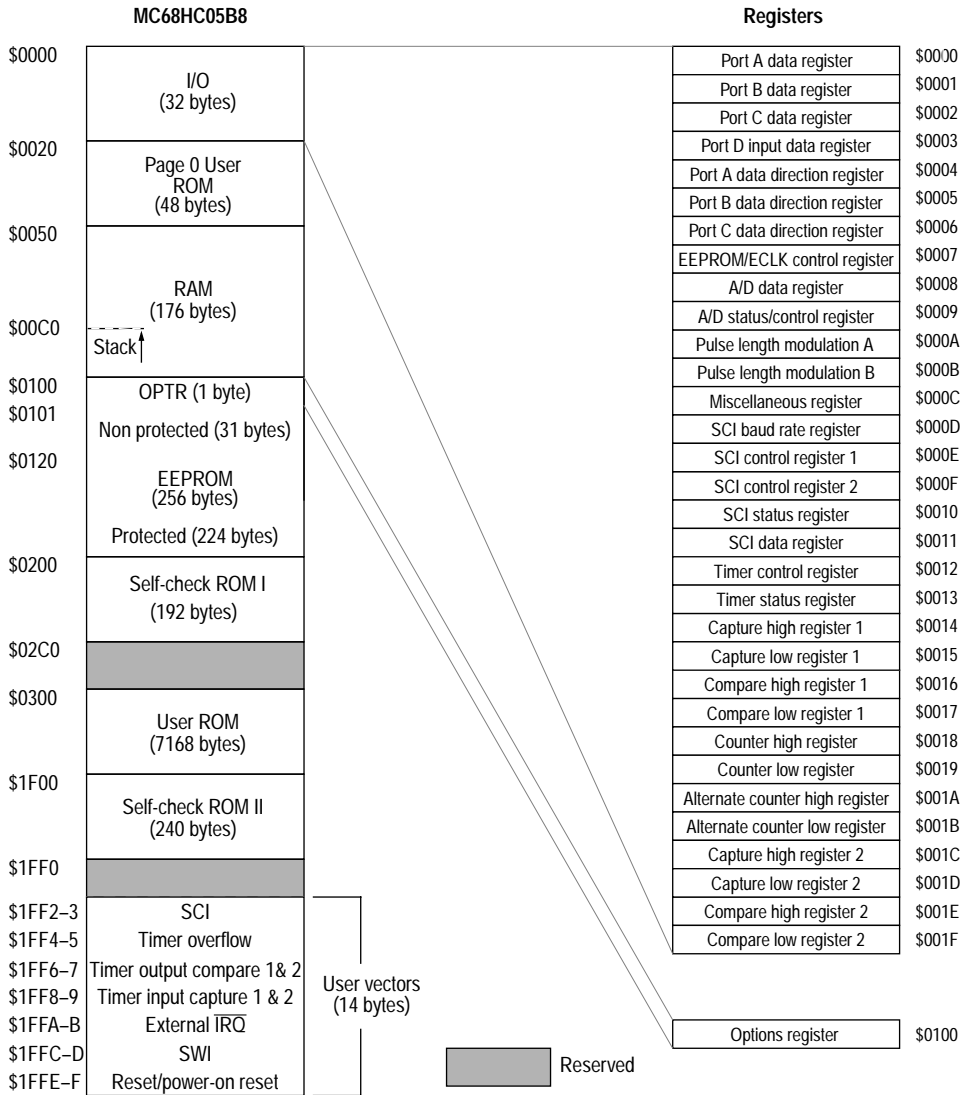 MC68HC05B8
$0000
I/O
(32 bytes)
$0020
Page 0 User
ROM
(48 bytes)
$0050
RAM
(176 bytes)
$00C0
Stack
$0100
OPTR (1 byte)
$0101
Non protected (31 bytes)
$0120
EEPROM
(256 bytes)
Protected (224 bytes)
$0200
Self-check ROM I
(192 bytes)
$02C0
$0300
User ROM
(7168 bytes)
$1F00
Self-check ROM II
(240 bytes)
$1FF0
$1FF2–3 SCI
$1FF4–5 Timer overflow
$1FF6–7 Timer output compare 1& 2
$1FF8–9 Timer input capture 1 & 2
$1FFA–B External IRQ
$1FFC–D SWI
$1FFE–F Reset/power-on reset
User vectors
(14 bytes)
Reserved
Registers
Port A data register $0000
Port B data register $0001
Port C data register $0002
Port D input data register $0003
Port A data direction register $0004
Port B data direction register $0005
Port C data direction register $0006
EEPROM/ECLK control register $0007
A/D data register $0008
A/D status/control register $0009
Pulse length modulation A $000A
Pulse length modulation B $000B
Miscellaneous register $000C
SCI baud rate register $000D
SCI control register 1 $000E
SCI control register 2 $000F
SCI status register $0010
SCI data register $0011
Timer control register $0012
Timer status register $0013
Capture high register 1 $0014
Capture low register 1 $0015
Compare high register 1 $0016
Compare low register 1 $0017
Counter high register $0018
Counter low register $0019
Alternate counter high register $001A
Alternate counter low register $001B
Capture high register 2 $001C
Capture low register 2 $001D
Compare high register 2 $001E
Compare low register 2 $001F
Options register $0100